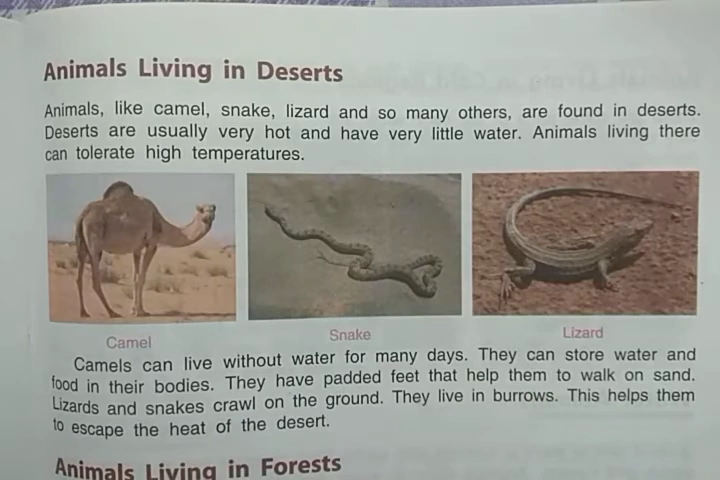 Animals Living in Deserts
Animals, like camel, snake, lizard and so many others, are found in deserts.
Deserts are usually very hot and have very little water. Animals living there
can tolerate high temperatures.
Camel
Snake
Lizard
Camels can live without water for many days. They can store water and
food in their bodies. They have padded feet that help them to walk on sand.
Lizards and snakes crawl on the ground. They live in burrows. This helps them
to escape the heat of the desert.
Animals Living in Forests